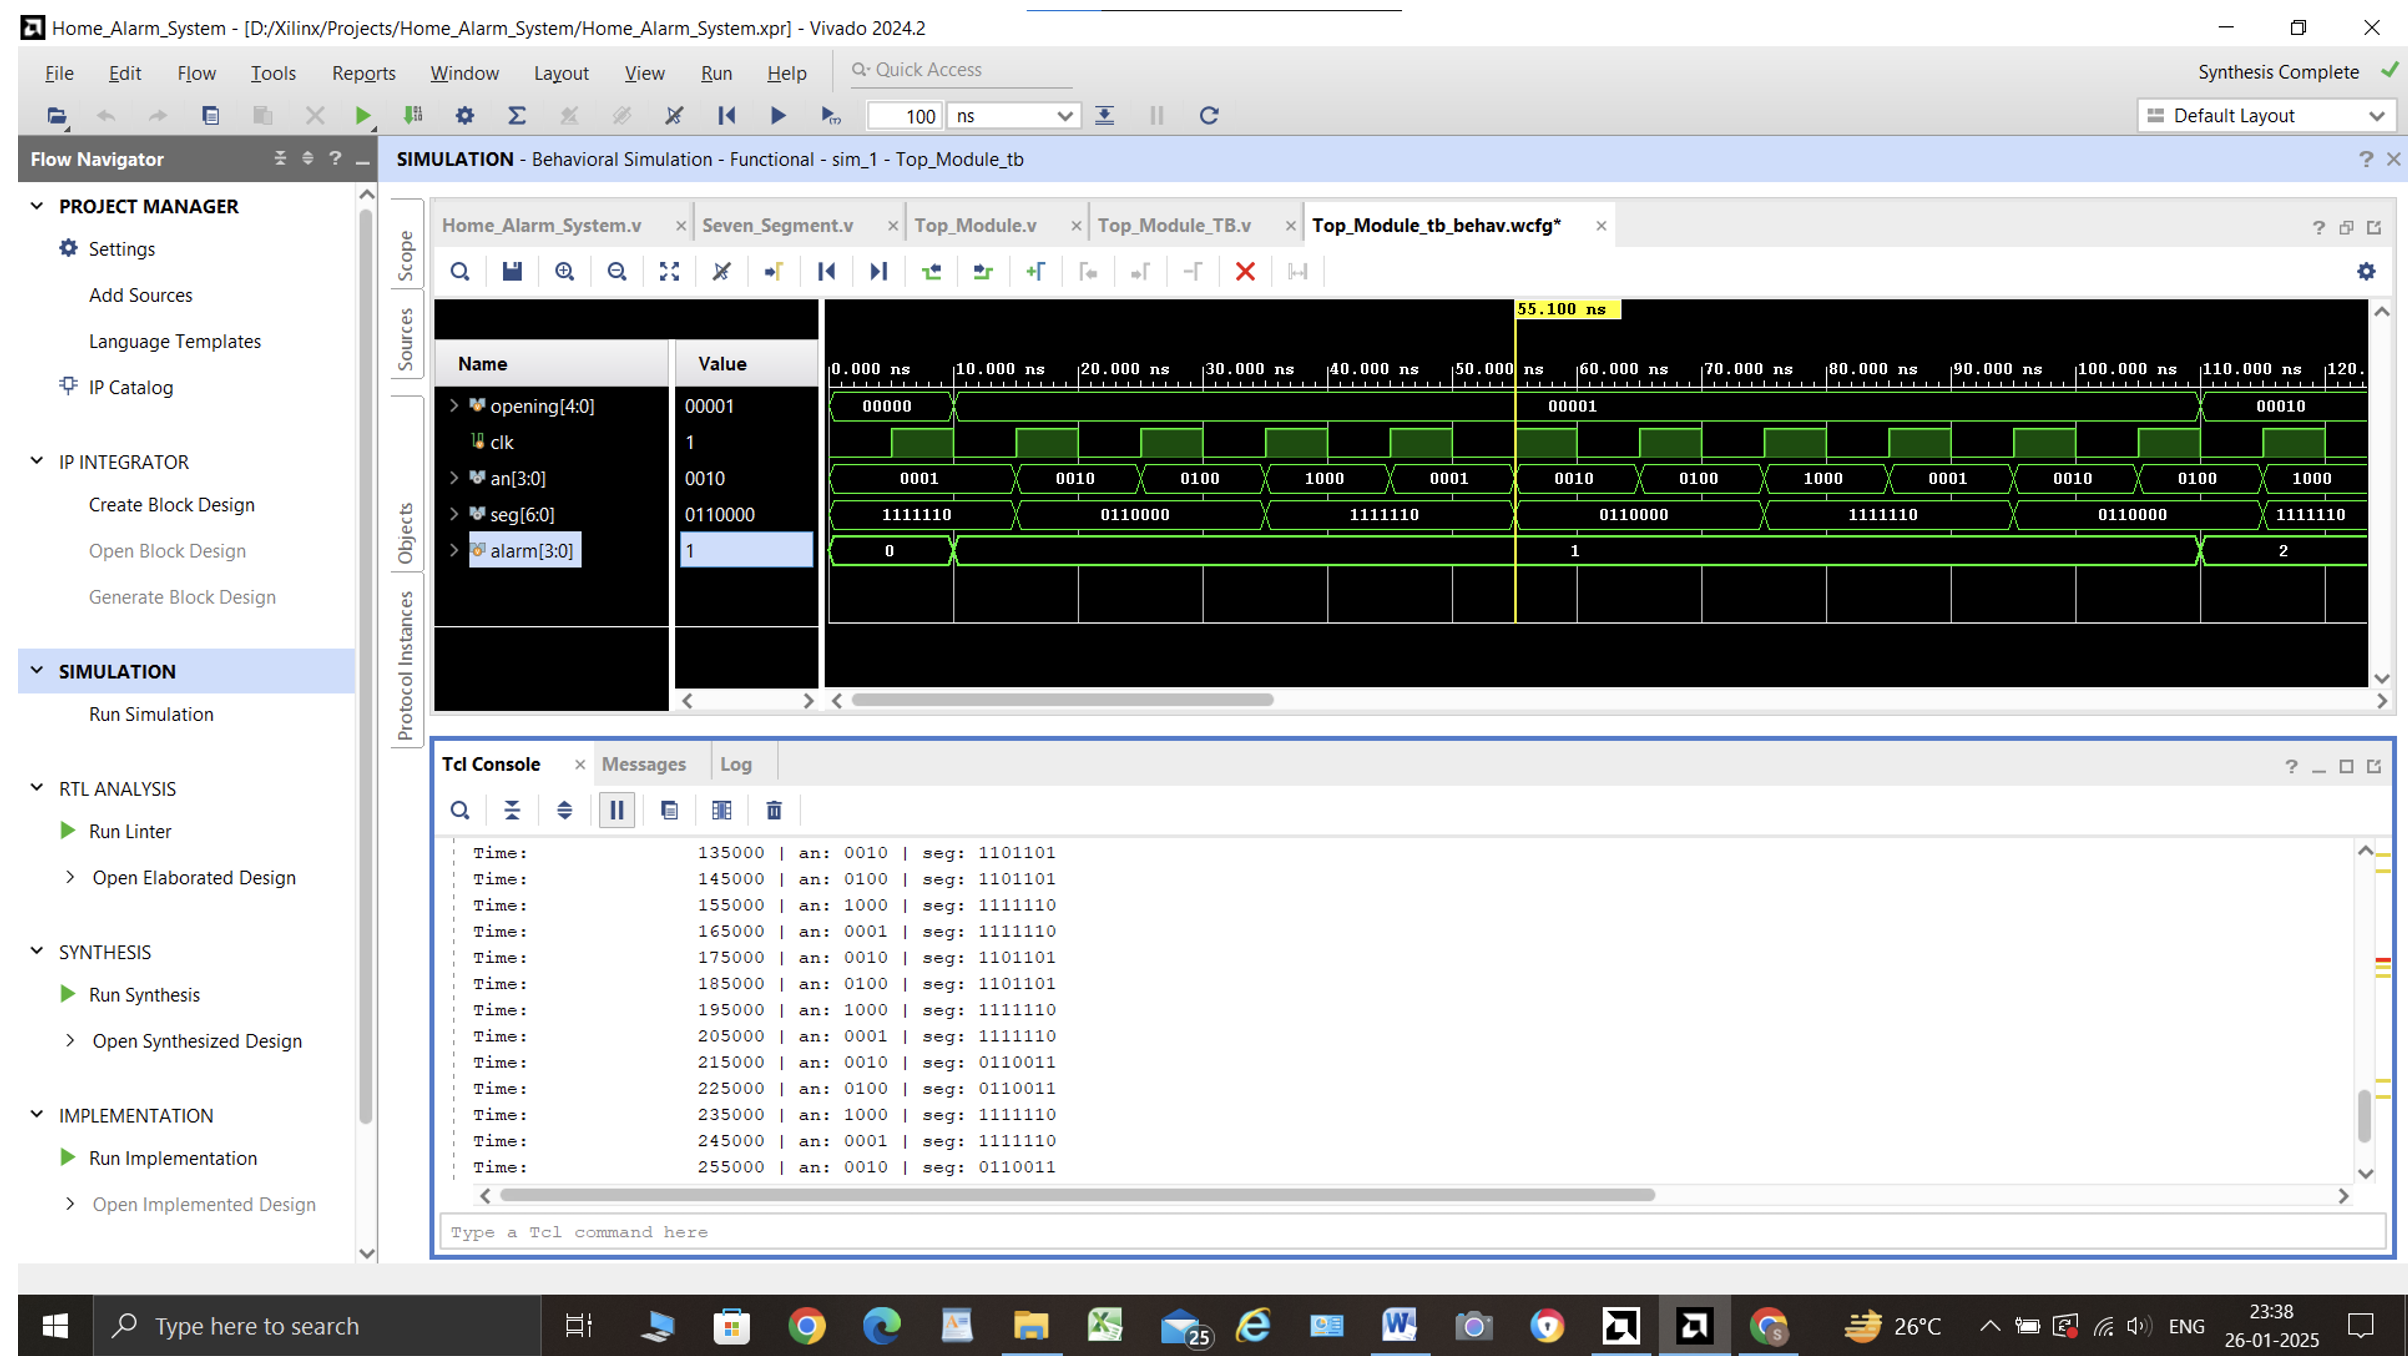 Home_Alarm_System - [D:/Xilinx/Projects/Home_Alarm_System/Home_Alarm_System.xpr] - Vivado 2024.2
File Edit Flow Tools Reports Window Layout View Run Help Quick Access Synthesis Complete
100 ns Default Layout
Flow Navigator
SIMULATION - Behavioral Simulation - Functional - sim_1 - Top_Module_tb
PROJECT MANAGER
Settings
Add Sources
Language Templates
IP Catalog
IP INTEGRATOR
Create Block Design
Open Block Design
Generate Block Design
SIMULATION
Run Simulation
RTL ANALYSIS
Run Linter
Open Elaborated Design
SYNTHESIS
Run Synthesis
Open Synthesized Design
IMPLEMENTATION
Run Implementation
Open Implemented Design
Scope
Sources
Objects
Protocol Instances
Home_Alarm_System.v Seven_Segment.v Top_Module.v Top_Module_TB.v Top_Module_tb_behav.wcfg*
55.100 ns
Name Value
0.000 ns 10.000 ns 20.000 ns 30.000 ns 40.000 ns 50.000 ns 60.000 ns 70.000 ns 80.000 ns 90.000 ns 100.000 ns 110.000 ns 120.
opening[4:0] 00001 00000 00001 00010
clk 1
an[3:0] 0010 0001 0010 0100 1000 0001 0010 0100 1000 0001 0010 0100 1000
seg[6:0] 0110000 1111110 0110000 1111110 0110000 1111110 0110000 1111110
alarm[3:0] 1 0 1 2
Tcl Console Messages Log
Time: 135000 | an: 0010 | seg: 1101101
Time: 145000 | an: 0100 | seg: 1101101
Time: 155000 | an: 1000 | seg: 1111110
Time: 165000 | an: 0001 | seg: 1111110
Time: 175000 | an: 0010 | seg: 1101101
Time: 185000 | an: 0100 | seg: 1101101
Time: 195000 | an: 1000 | seg: 1111110
Time: 205000 | an: 0001 | seg: 1111110
Time: 215000 | an: 0010 | seg: 0110011
Time: 225000 | an: 0100 | seg: 0110011
Time: 235000 | an: 1000 | seg: 1111110
Time: 245000 | an: 0001 | seg: 1111110
Time: 255000 | an: 0010 | seg: 0110011
Type a Tcl command here
Type here to search
25
26°C
ENG
23:38
26-01-2025